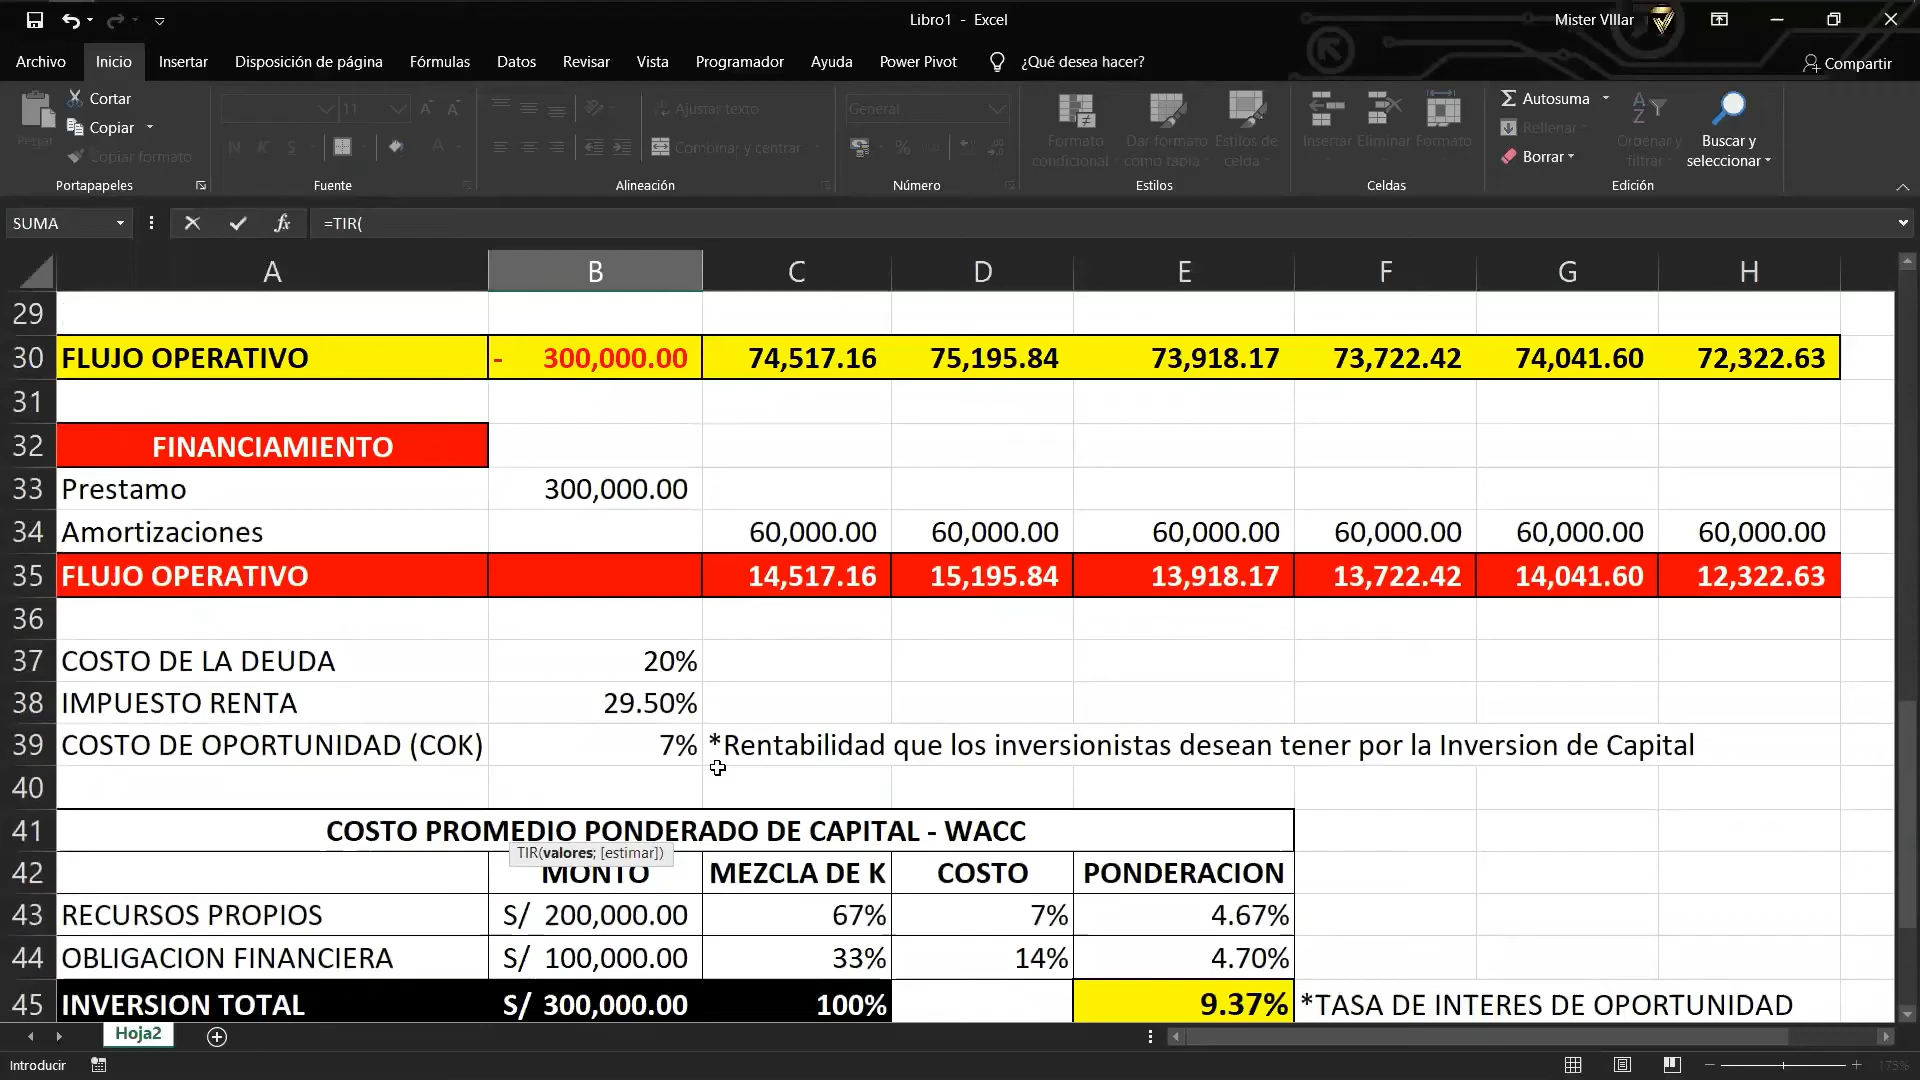 Libro1 - Excel
Mister VIllar
Archivo Inicio Insertar Disposición de página Fórmulas Datos Revisar Vista Programador Ayuda Power Pivot ¿Qué desea hacer? Compartir
Pegar
Cortar
Copiar
Copiar formato
Portapapeles
11
N K S
A
Fuente
Ajustar texto
Combinar y centrar
Alineación
General
%
Número
Formato condicional
Dar formato como tabla
Estilos de celda
Estilos
Insertar Eliminar Formato
Celdas
Autosuma
Rellenar
Borrar
Ordenar y filtrar
Buscar y seleccionar
Edición
SUMA fx =TIR(
A B C D E F G H
29
30 FLUJO OPERATIVO - 300,000.00 74,517.16 75,195.84 73,918.17 73,722.42 74,041.60 72,322.63
31
32 FINANCIAMIENTO
33 Prestamo 300,000.00
34 Amortizaciones 60,000.00 60,000.00 60,000.00 60,000.00 60,000.00 60,000.00
35 FLUJO OPERATIVO 14,517.16 15,195.84 13,918.17 13,722.42 14,041.60 12,322.63
36
37 COSTO DE LA DEUDA 20%
38 IMPUESTO RENTA 29.50%
39 COSTO DE OPORTUNIDAD (COK) 7% *Rentabilidad que los inversionistas desean tener por la Inversion de Capital
40
41 COSTO PROMEDIO PONDERADO DE CAPITAL - WACC
TIR(valores; [estimar])
42 MONTO MEZCLA DE K COSTO PONDERACION
43 RECURSOS PROPIOS S/ 200,000.00 67% 7% 4.67%
44 OBLIGACION FINANCIERA S/ 100,000.00 33% 14% 4.70%
45 INVERSION TOTAL S/ 300,000.00 100% 9.37% *TASA DE INTERES DE OPORTUNIDAD
Hoja2
Introducir
173%